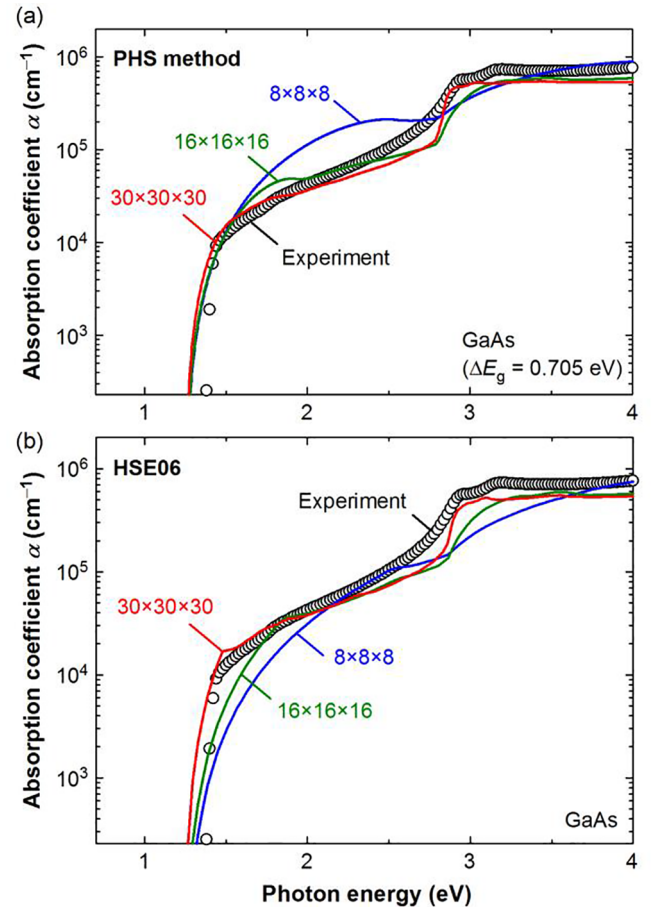 (a)
Absorption coefficient α (cm⁻¹)
10⁶
10⁵
10⁴
10³
PHS method
8×8×8
16×16×16
30×30×30
Experiment
GaAs
(ΔEg = 0.705 eV)
1 2 3 4
(b)
Absorption coefficient α (cm⁻¹)
10⁶
10⁵
10⁴
10³
HSE06
Experiment
30×30×30
8×8×8
16×16×16
GaAs
1 2 3 4
Photon energy (eV)